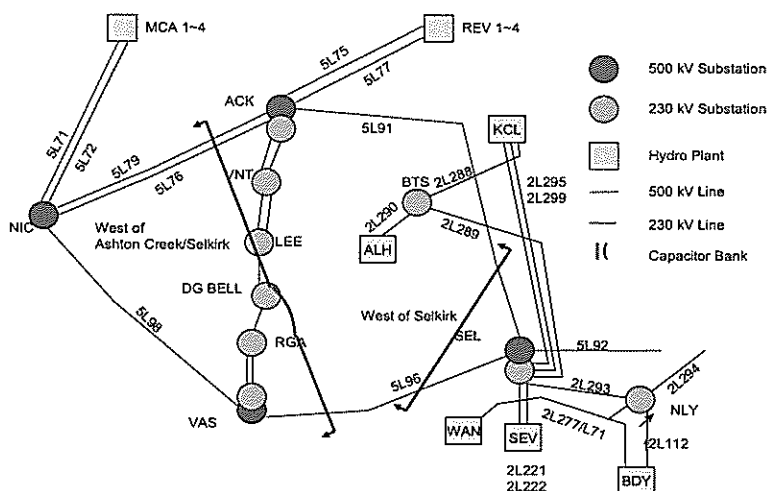 MCA 1~4
REV 1~4
5L75
5L77
500 kV Substation
ACK
230 kV Substation
5L71
5L72
5L91
KCL
5L79
5L76
/NT
BTS
2L288
2L295
2L299
Hydro Plant
500 kV Line
NIC
West of
Ashton Creek/Selkirk
LEE
2L290
ALH
2L289
230 kV Line
Capacitor Bank
DG BELL
5L98
West of Selkirk
RGA
SEL
5L92
5L96
2L293
2L294
VAS
NLY
WAN
SEV
2L277/L71
2L112
2L221
2L222
BDY